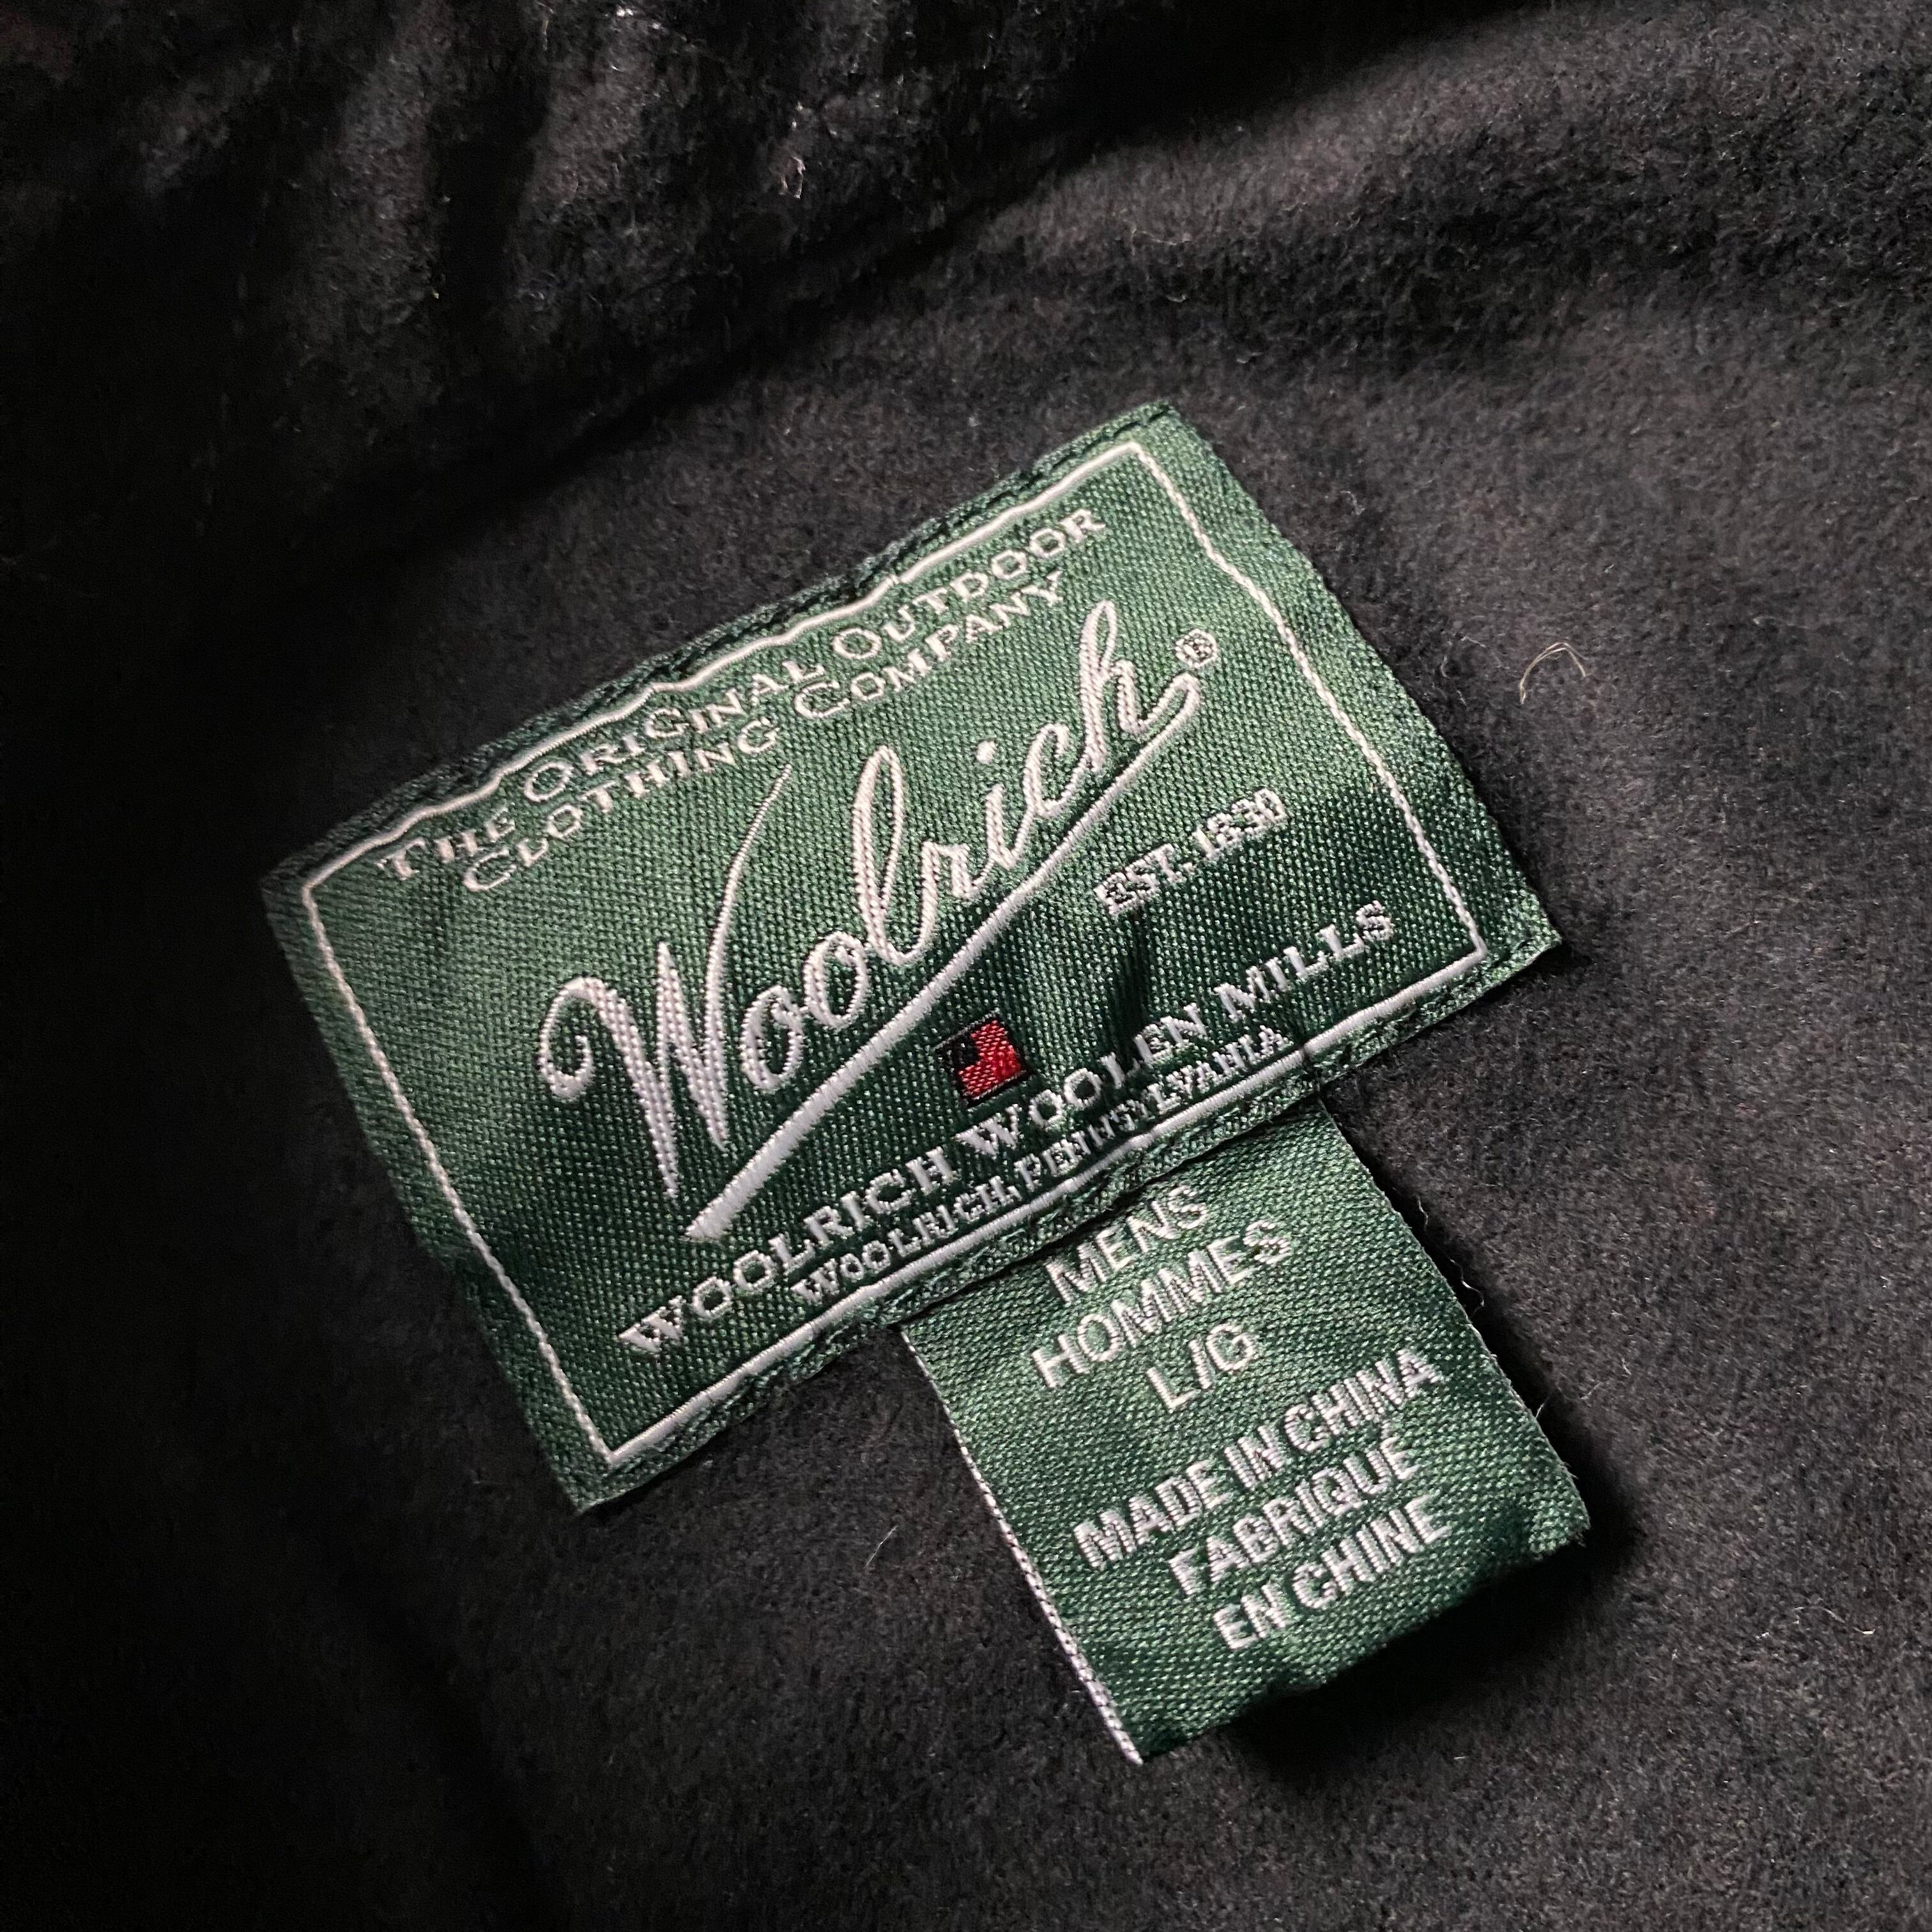 THE ORIGINAL OUTDOOR
CLOTHING COMPANY
Woolrich®
EST. 1830
WOOLRICH WOOLEN MILLS
WOOLRICH, PENNSYLVANIA
MENS
HOMMES
L/G
MADE IN CHINA
FABRIQUE
EN CHINE